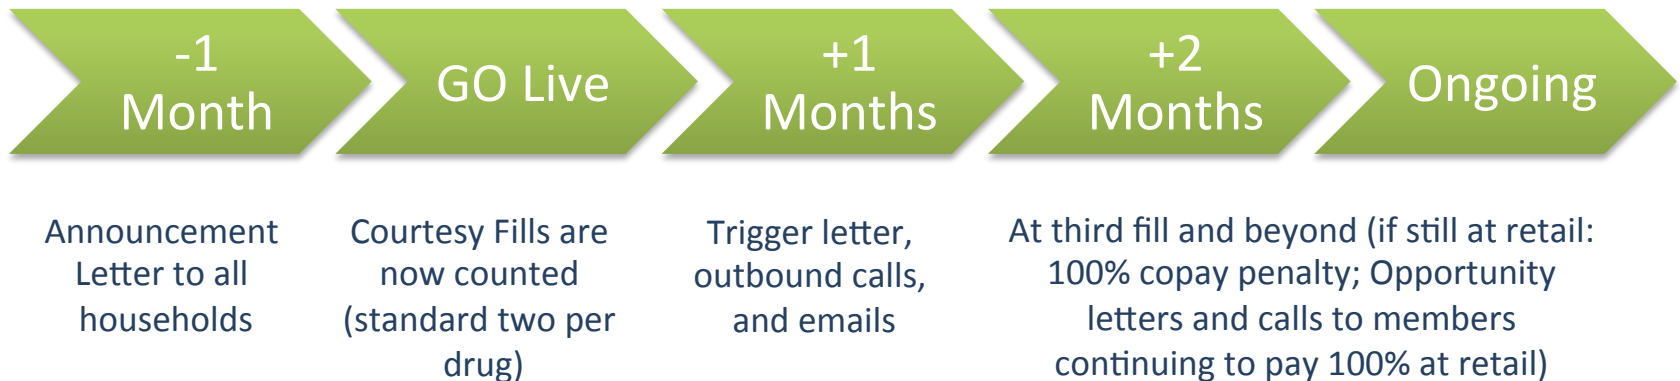 -1
Month
GO Live
+1
Months
+2
Months
Ongoing
Announcement
Letter to all
households
Courtesy Fills are
now counted
(standard two per
drug)
Trigger letter,
outbound calls,
and emails
At third fill and beyond (if still at retail:
100% copay penalty; Opportunity
letters and calls to members
continuing to pay 100% at retail)